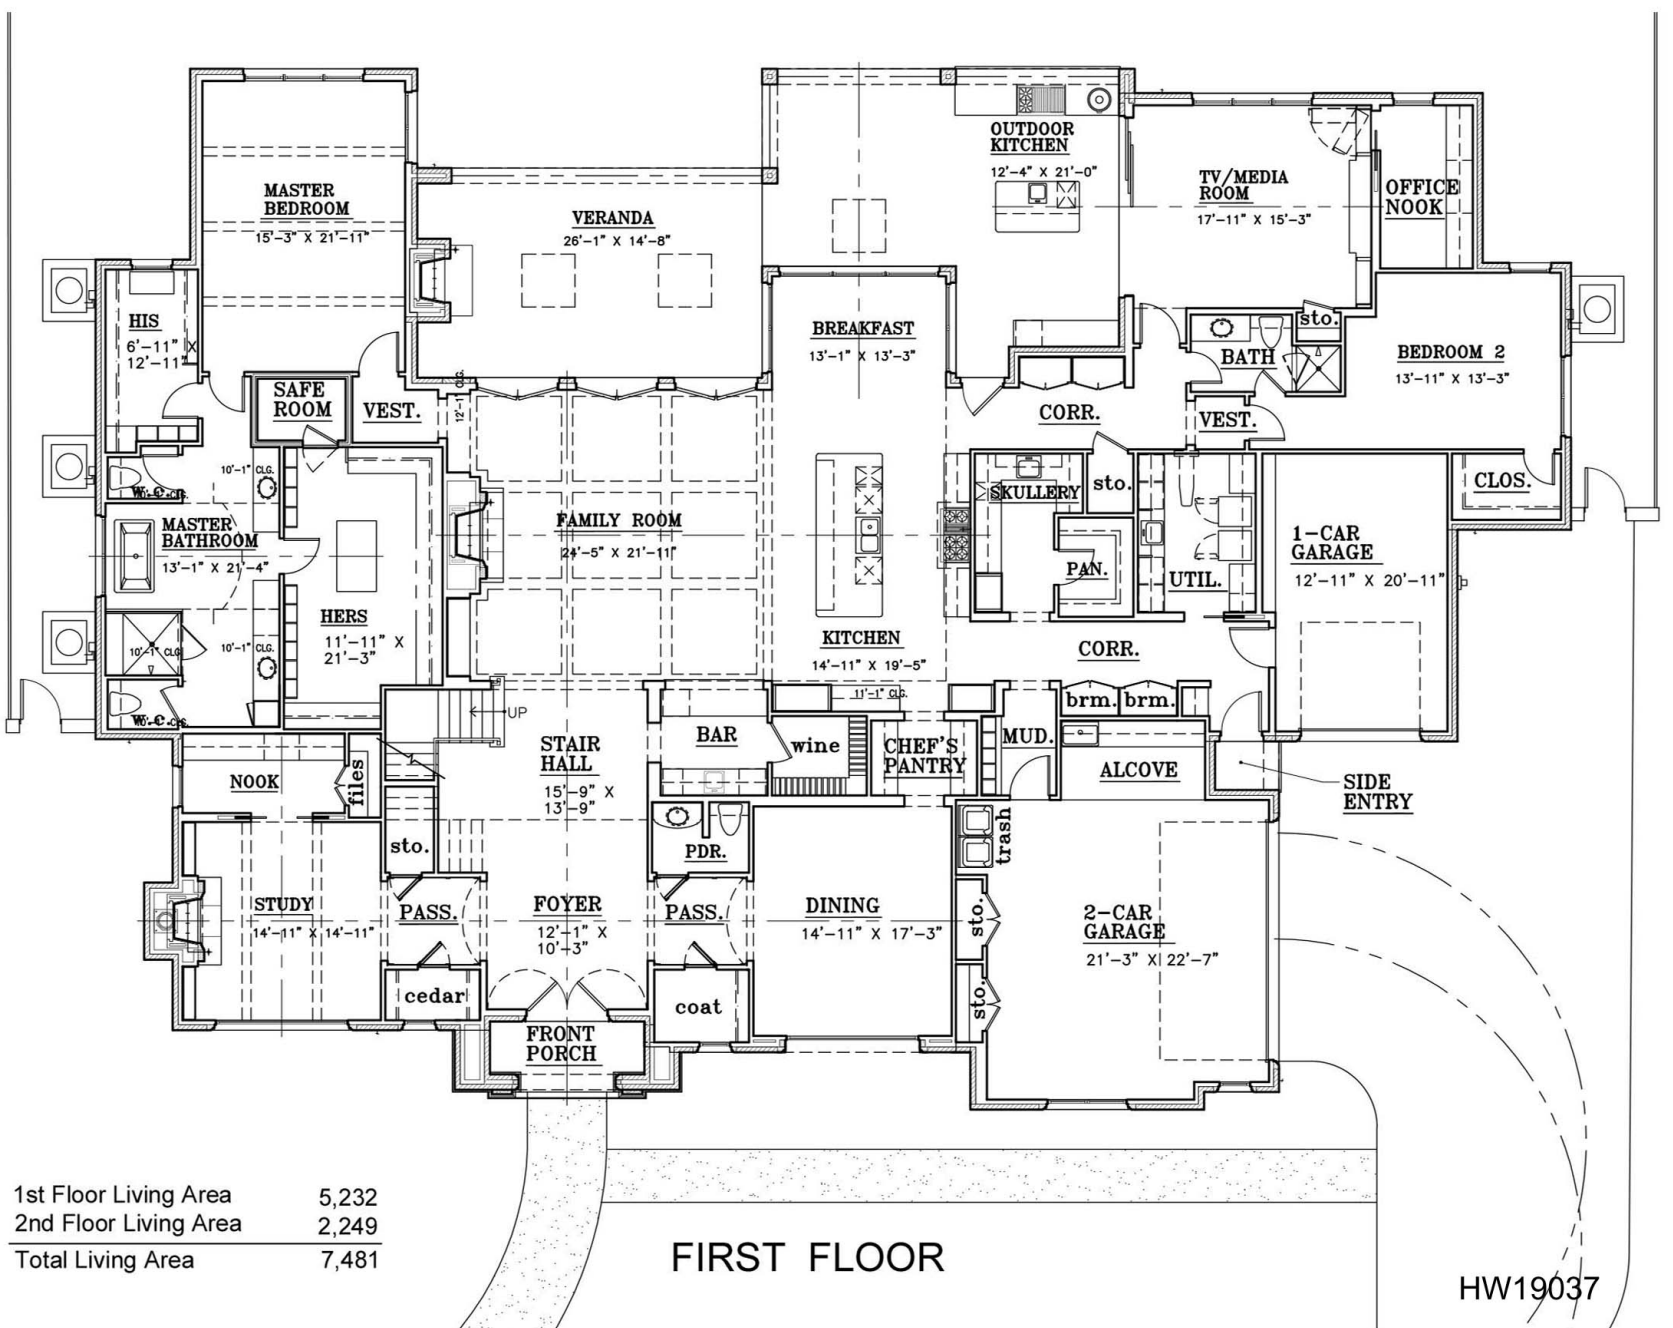 OUTDOOR
KITCHEN
12'-4" X 21'-0"
MASTER
BEDROOM
15'-3" X 21'-11"
VERANDA
26'-1" X 14'-8"
TV/MEDIA
ROOM
17'-11" X 15'-3"
OFFICE
NOOK
HIS
6'-11" X
12'-11"
BREAKFAST
13'-1" X 13'-3"
sto.
BATH
BEDROOM 2
13'-11" X 13'-3"
SAFE
ROOM
VEST.
12'-1" CLG.
CORR.
VEST.
10'-1" CLG.
W.C.
10'-0" CLG.
SKULLERY
sto.
CLOS.
MASTER
BATHROOM
13'-1" X 21'-4"
FAMILY ROOM
24'-5" X 21'-11"
1-CAR
GARAGE
12'-11" X 20'-11"
PAN.
UTIL.
HERS
11'-11" X
21'-3"
KITCHEN
14'-11" X 19'-5"
10'-1" CLG.
10'-1" CLG.
CORR.
11'-1" CLG.
brm.
brm.
W.C.
10'-0" CLG.
UP
STAIR
HALL
15'-9" X
13'-9"
BAR
wine
CHEF'S
PANTRY
MUD.
ALCOVE
NOOK
files
SIDE
ENTRY
sto.
PDR.
trash
STUDY
14'-11" X 14'-11"
PASS.
FOYER
12'-1" X
10'-3"
PASS.
DINING
14'-11" X 17'-3"
sto.
2-CAR
GARAGE
21'-3" X 22'-7"
cedar
coat
sto.
FRONT
PORCH
1st Floor Living Area 5,232
2nd Floor Living Area 2,249
Total Living Area 7,481
FIRST FLOOR
HW19037